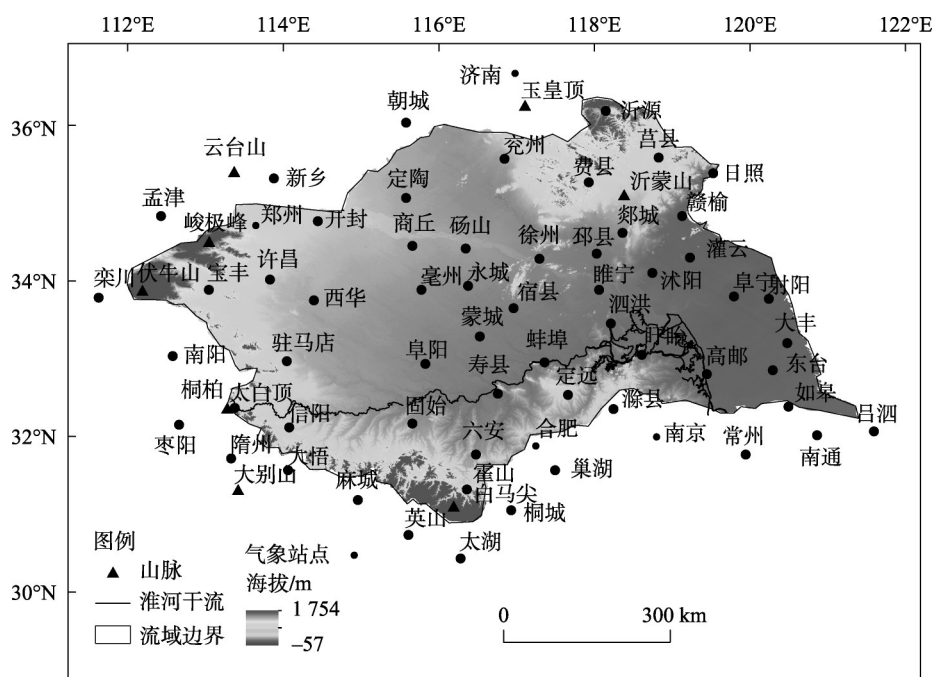 112°E 114°E 116°E 118°E 120°E 122°E
济南
玉皇顶
朝城
沂源
36°N
兖州
莒县
云台山
新乡
费县
日照
定陶
沂蒙山
孟津
郑州
开封
商丘
砀山
郯城
赣榆
峻极峰
徐州
邳县
灌云
34°N
栾川
伏牛山
宝丰
许昌
西华
亳州
永城
宿县
睢宁
沭阳
阜宁
射阳
泗洪
蒙城
大丰
南阳
驻马店
阜阳
寿县
蚌埠
盱眙
定远
高邮
东台
桐柏
太白顶
信阳
固始
如皋
32°N
枣阳
随州
六安
合肥
滁县
南京
常州
南通
吕泗
大悟
大别山
麻城
霍山
白马尖
巢湖
英山
桐城
太湖
图例
山脉
淮河干流
流域边界
气象站点
海拔/m
1 754
−57
0 300 km
30°N